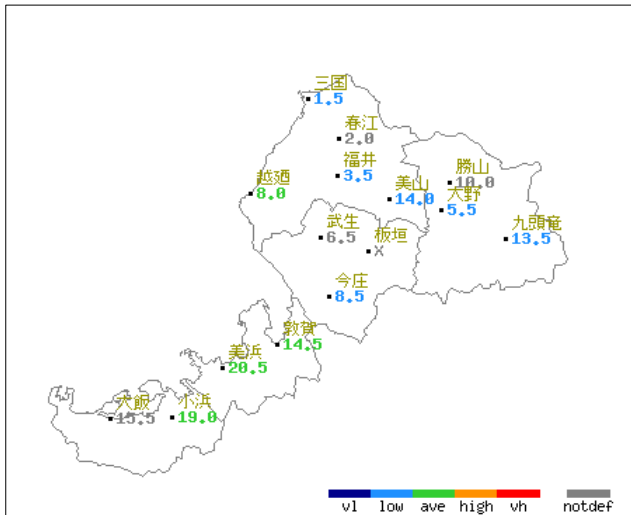 三国
1.5
春江
2.0
福井
3.5
勝山
10.0
越廼
8.0
美山
14.0
大野
5.5
武生
6.5
板垣
X
九頭竜
13.5
今庄
8.5
敦賀
14.5
美浜
20.5
大飯
15.5
小浜
19.0
vl low ave high vh notdef